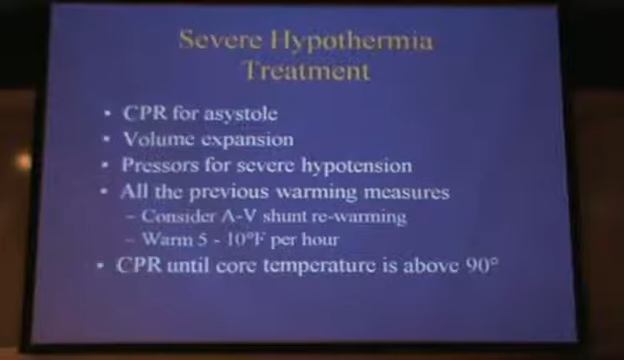 Severe Hypothermia
Treatment
• CPR for asystole
• Volume expansion
• Pressors for severe hypotension
• All the previous warming measures
– Consider A-V shunt re-warming
– Warm 5 - 10°F per hour
• CPR until core temperature is above 90°